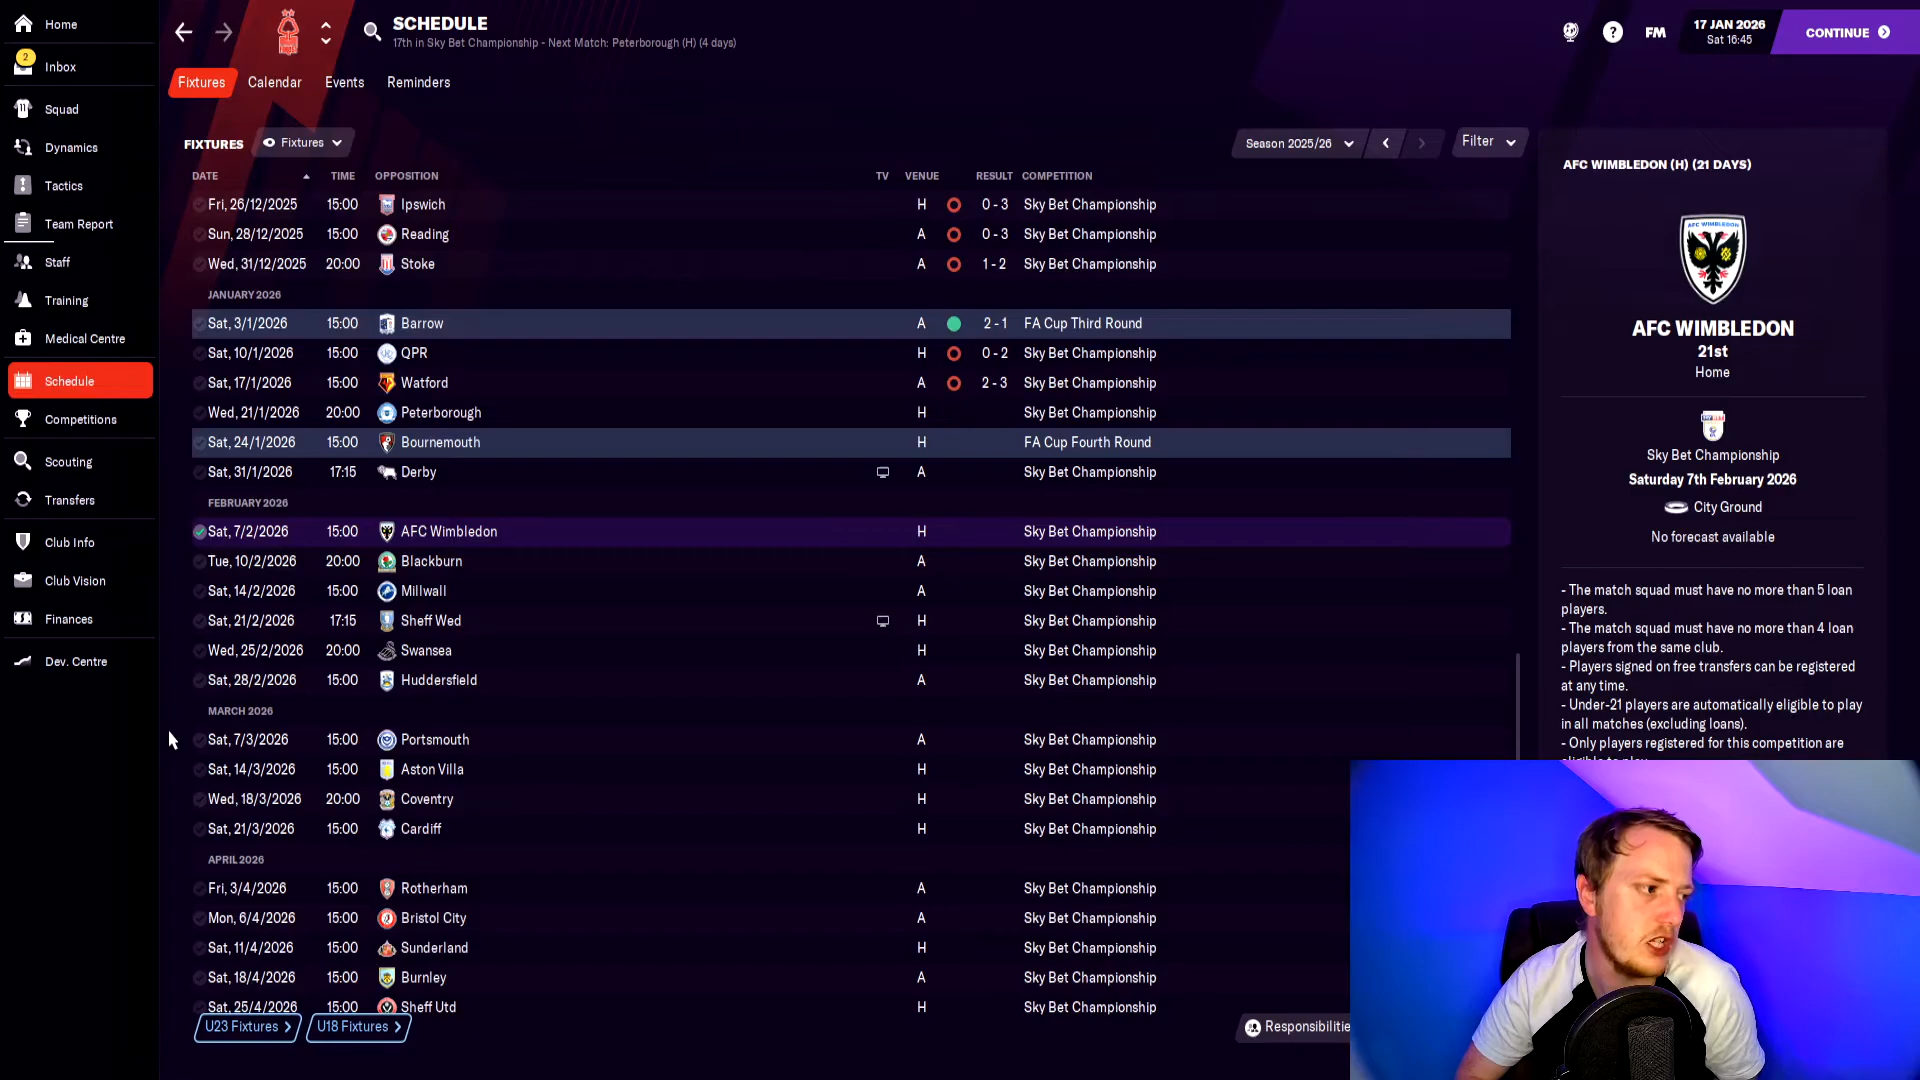 Home
2
Inbox
Squad
Dynamics
Tactics
Team Report
Staff
Training
Medical Centre
Schedule
Competitions
Scouting
Transfers
Club Info
Club Vision
Finances
Dev. Centre
SCHEDULE
17th in Sky Bet Championship - Next Match: Peterborough (H) (4 days)
? FM 17 JAN 2026
Sat 16:45
CONTINUE
Fixtures Calendar Events Reminders
FIXTURES Fixtures Season 2025/26 Filter
DATE TIME OPPOSITION TV VENUE RESULT COMPETITION
Fri, 26/12/2025 15:00 Ipswich H 0 - 3 Sky Bet Championship
Sun, 28/12/2025 15:00 Reading A 0 - 3 Sky Bet Championship
Wed, 31/12/2025 20:00 Stoke A 1 - 2 Sky Bet Championship
JANUARY 2026
Sat, 3/1/2026 15:00 Barrow A 2 - 1 FA Cup Third Round
Sat, 10/1/2026 15:00 QPR H 0 - 2 Sky Bet Championship
Sat, 17/1/2026 15:00 Watford A 2 - 3 Sky Bet Championship
Wed, 21/1/2026 20:00 Peterborough H Sky Bet Championship
Sat, 24/1/2026 15:00 Bournemouth H FA Cup Fourth Round
Sat, 31/1/2026 17:15 Derby A Sky Bet Championship
FEBRUARY 2026
Sat, 7/2/2026 15:00 AFC Wimbledon H Sky Bet Championship
Tue, 10/2/2026 20:00 Blackburn A Sky Bet Championship
Sat, 14/2/2026 15:00 Millwall A Sky Bet Championship
Sat, 21/2/2026 17:15 Sheff Wed H Sky Bet Championship
Wed, 25/2/2026 20:00 Swansea H Sky Bet Championship
Sat, 28/2/2026 15:00 Huddersfield A Sky Bet Championship
MARCH 2026
Sat, 7/3/2026 15:00 Portsmouth A Sky Bet Championship
Sat, 14/3/2026 15:00 Aston Villa H Sky Bet Championship
Wed, 18/3/2026 20:00 Coventry H Sky Bet Championship
Sat, 21/3/2026 15:00 Cardiff H Sky Bet Championship
APRIL 2026
Fri, 3/4/2026 15:00 Rotherham A Sky Bet Championship
Mon, 6/4/2026 15:00 Bristol City A Sky Bet Championship
Sat, 11/4/2026 15:00 Sunderland H Sky Bet Championship
Sat, 18/4/2026 15:00 Burnley A Sky Bet Championship
Sat, 25/4/2026 15:00 Sheff Utd H Sky Bet Championship
U23 Fixtures U18 Fixtures Responsibilitie
AFC WIMBLEDON (H) (21 DAYS)
AFC WIMBLEDON
AFC WIMBLEDON
21st
Home
Sky Bet Championship
Saturday 7th February 2026
City Ground
No forecast available
- The match squad must have no more than 5 loan
players.
- The match squad must have no more than 4 loan
players from the same club.
- Players signed on free transfers can be registered
at any time.
- Under-21 players are automatically eligible to play
in all matches (excluding loans).
- Only players registered for this competition are